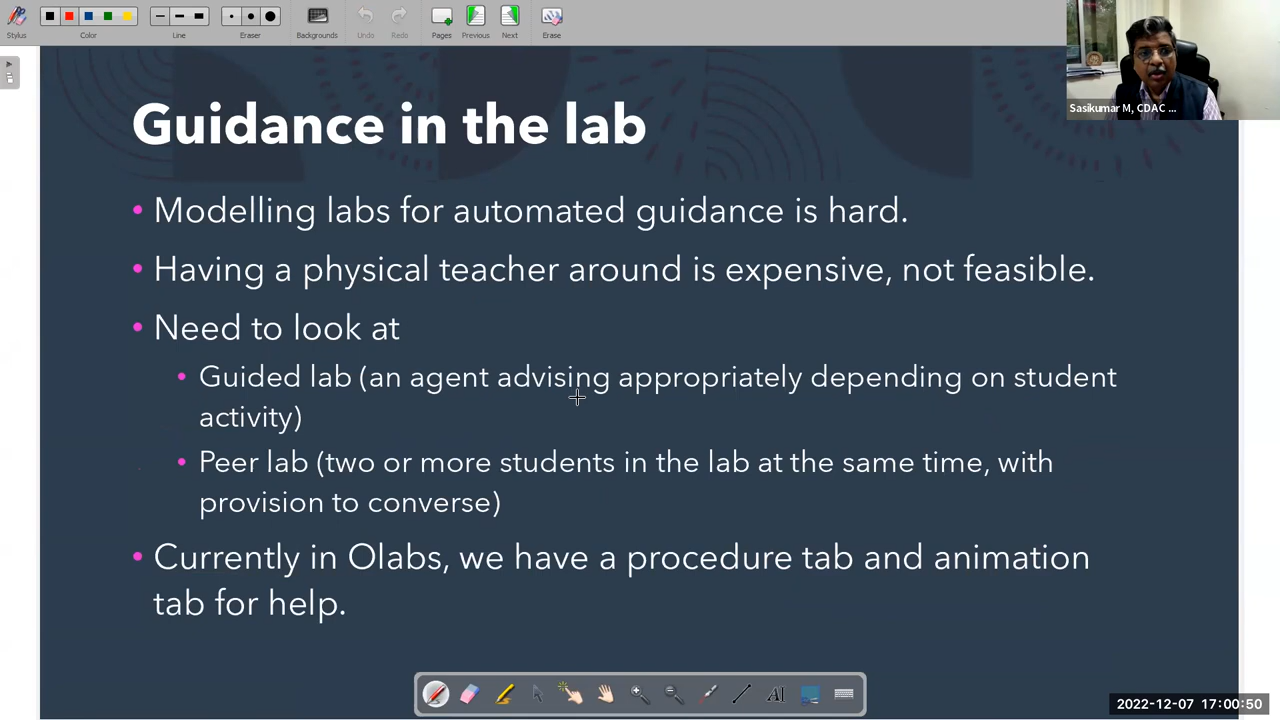 Stylus
Color
Line
Eraser
Backgrounds
Undo
Redo
Pages
Previous
Next
Erase
Sasikumar M, CDAC ...
Guidance in the lab
• Modelling labs for automated guidance is hard.
• Having a physical teacher around is expensive, not feasible.
• Need to look at
• Guided lab (an agent advising appropriately depending on student
activity)
• Peer lab (two or more students in the lab at the same time, with
provision to converse)
• Currently in Olabs, we have a procedure tab and animation
tab for help.
AI
2022-12-07 17:00:50